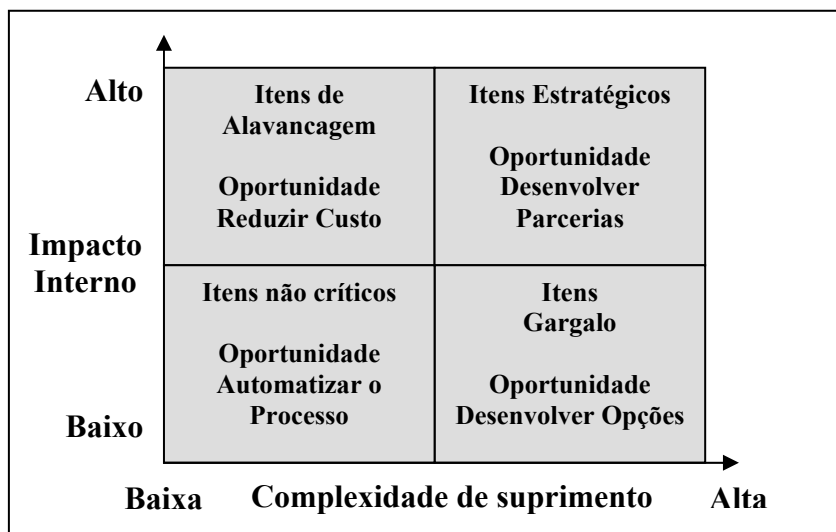 Alto
Itens de
Alavancagem
Oportunidade
Reduzir Custo
Itens Estratégicos
Oportunidade
Desenvolver
Parcerias
Impacto
Interno
Itens não críticos
Oportunidade
Automatizar o
Processo
Itens
Gargalo
Oportunidade
Desenvolver Opções
Baixo
Baixa
Complexidade de suprimento
Alta